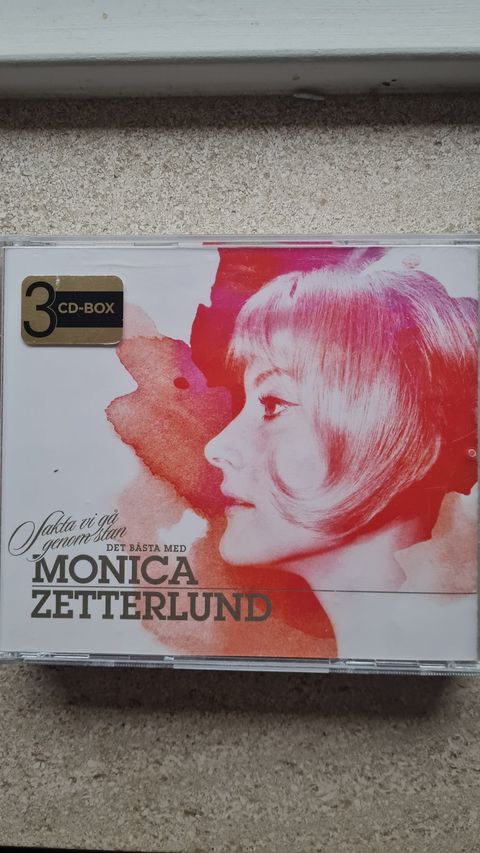 3 CD-BOX
Sakta vi gå
genom stan
DET BÄSTA MED
MONICA
ZETTERLUND